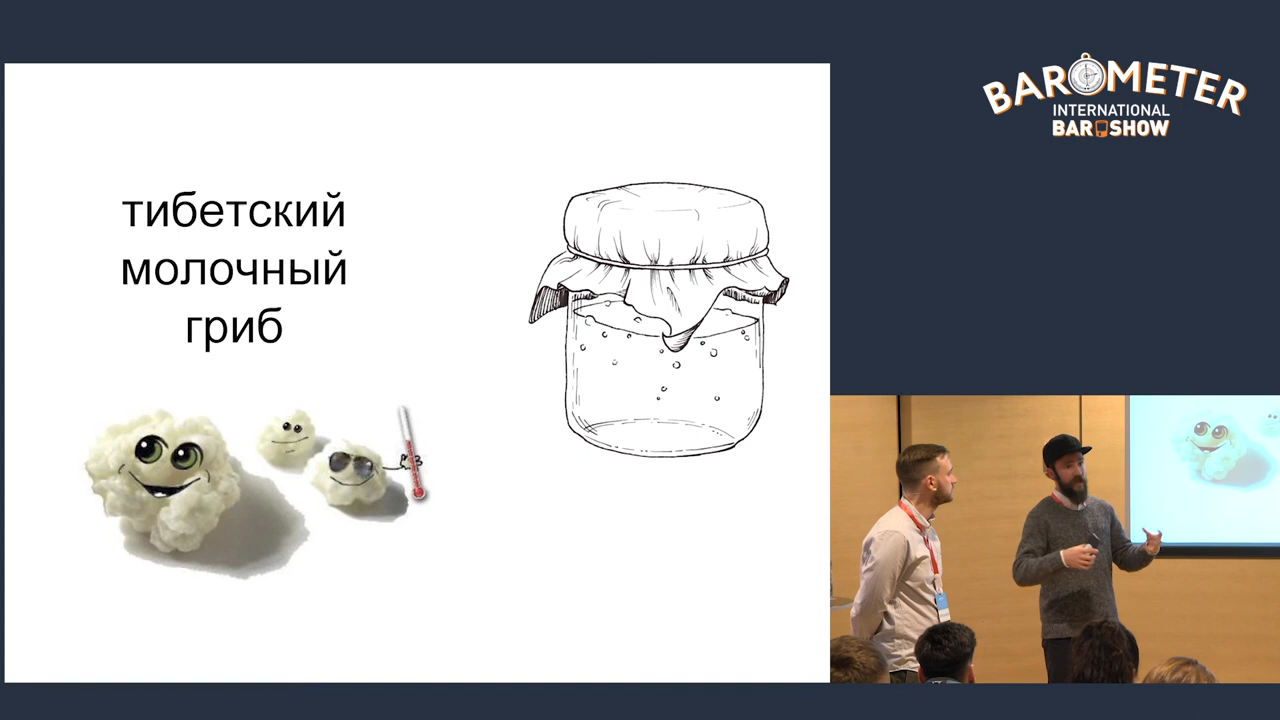 тибетский
молочный
гриб
BAROMETER
INTERNATIONAL
BAR SHOW